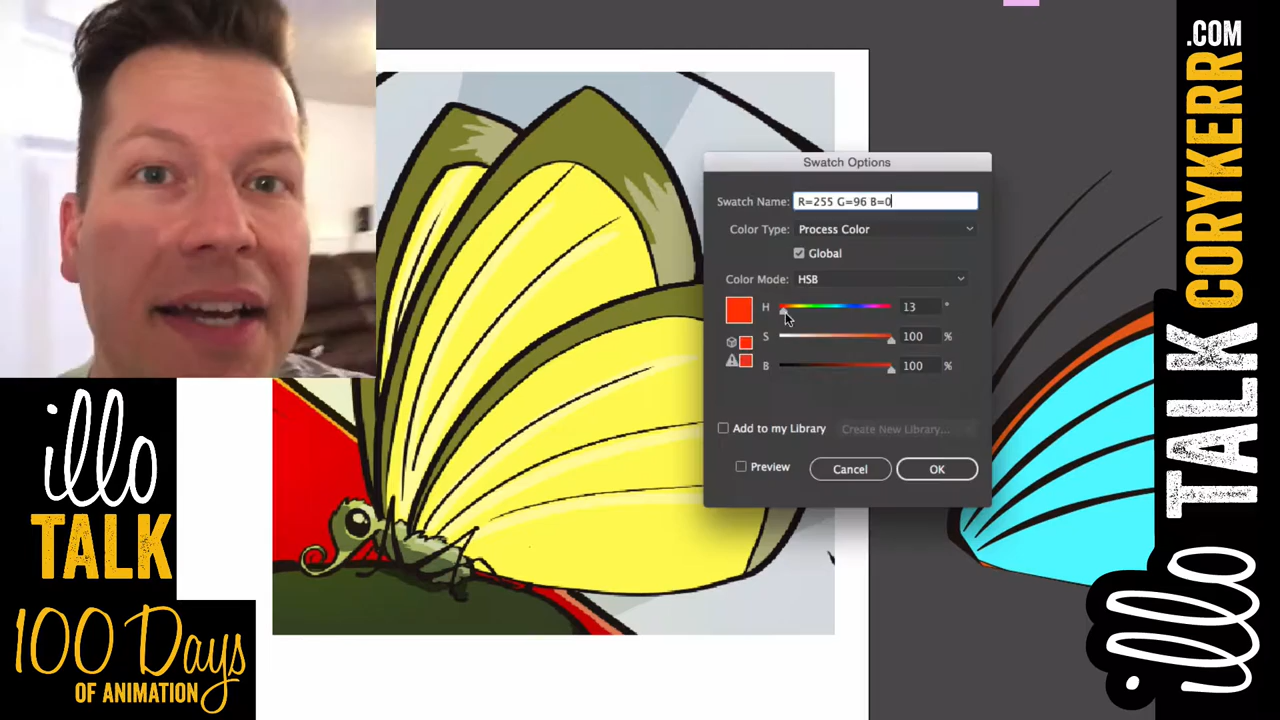 illo
TALK
100 Days
OF ANIMATION
Swatch Options
Swatch Name: R=255 G=96 B=0
Color Type: Process Color
Global
Color Mode: HSB
H 13 °
S 100 %
B 100 %
Add to my Library Create New Library...
Preview Cancel OK
illo TALK CORYKERR.COM